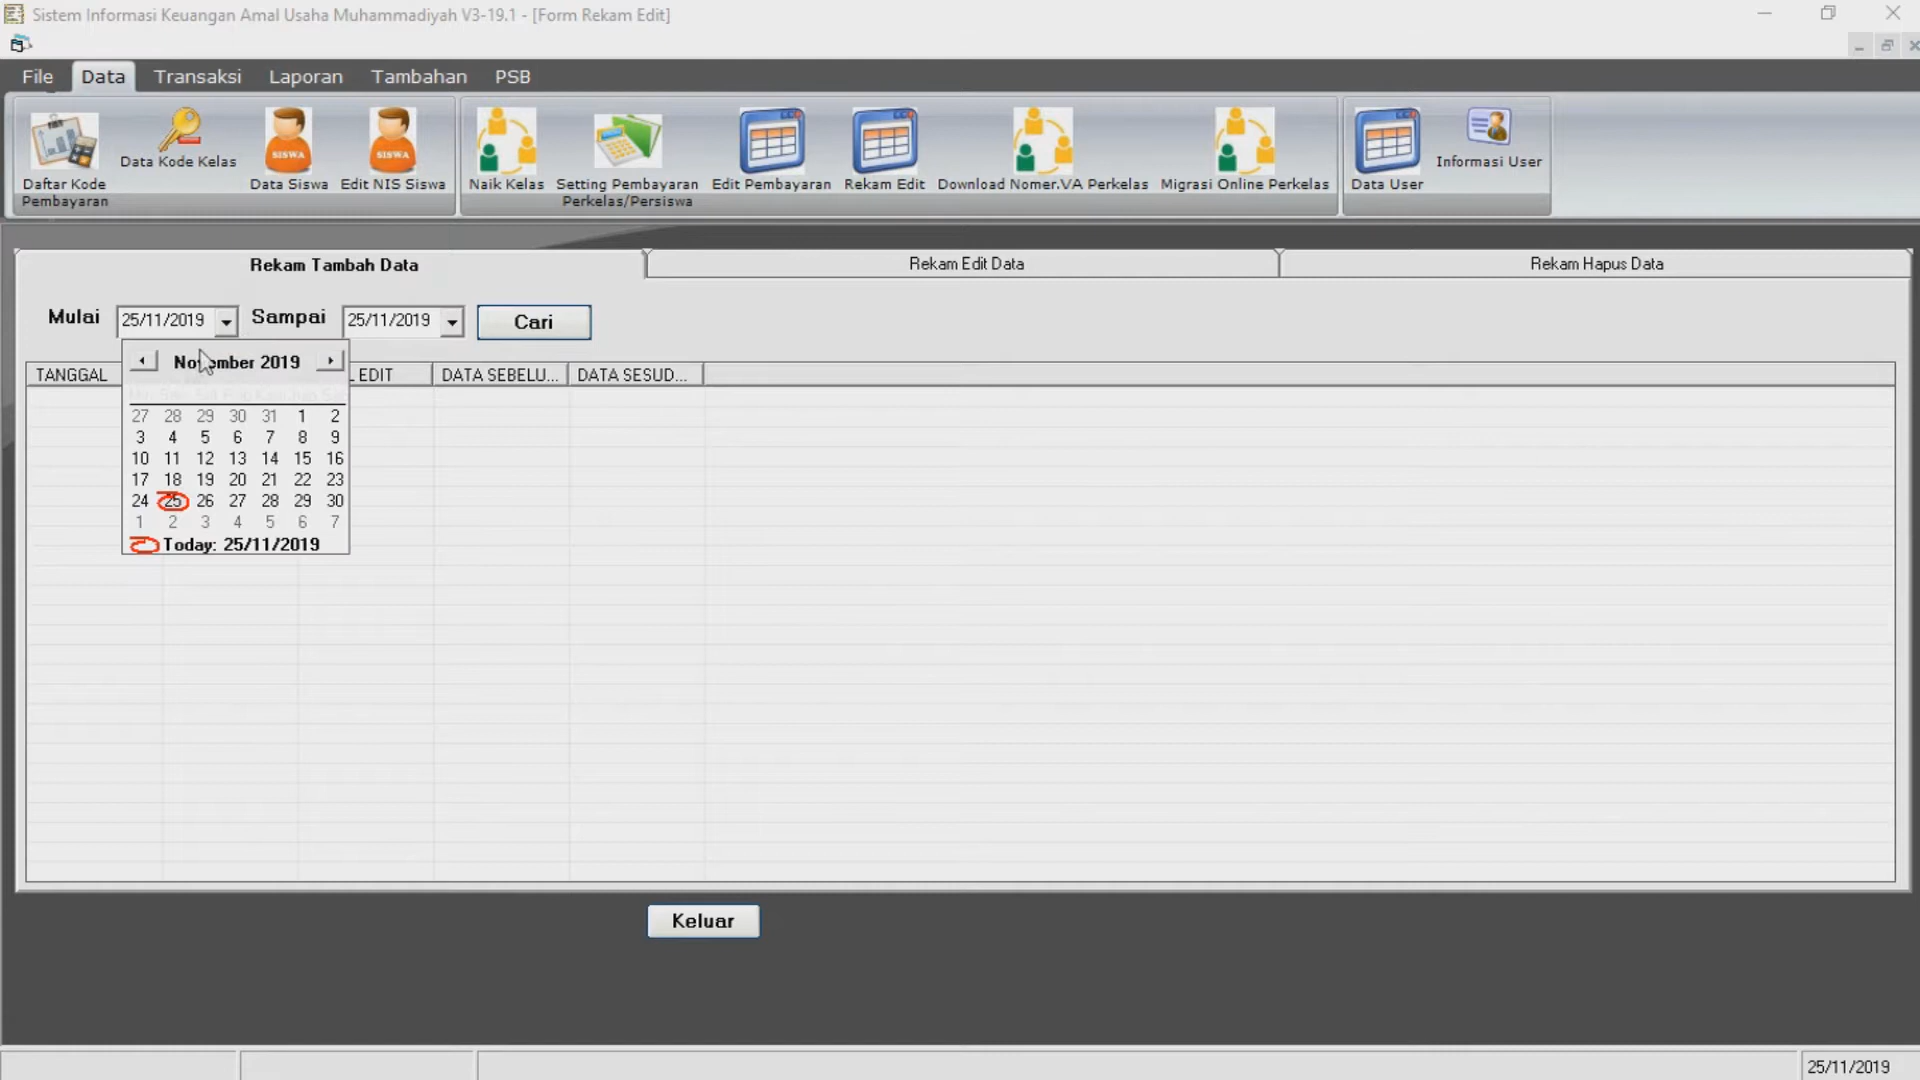 Sistem Informasi Keuangan Amal Usaha Muhammadiyah V3-19.1 - [Form Rekam Edit]
File Data Transaksi Laporan Tambahan PSB
Daftar Kode
Pembayaran
Data Kode Kelas
SISWA
Data Siswa
SISWA
Edit NIS Siswa
Naik Kelas
Setting Pembayaran
Perkelas/Persiswa
Edit Pembayaran
Rekam Edit
Download Nomer.VA Perkelas
Migrasi Online Perkelas
Data User
Informasi User
Rekam Tambah Data
Rekam Edit Data
Rekam Hapus Data
Mulai 25/11/2019 Sampai 25/11/2019 Cari
TANGGAL EDIT DATA SEBELU... DATA SESUD...
November 2019
27 28 29 30 31 1 2
3 4 5 6 7 8 9
10 11 12 13 14 15 16
17 18 19 20 21 22 23
24 25 26 27 28 29 30
1 2 3 4 5 6 7
Today: 25/11/2019
Keluar
25/11/2019